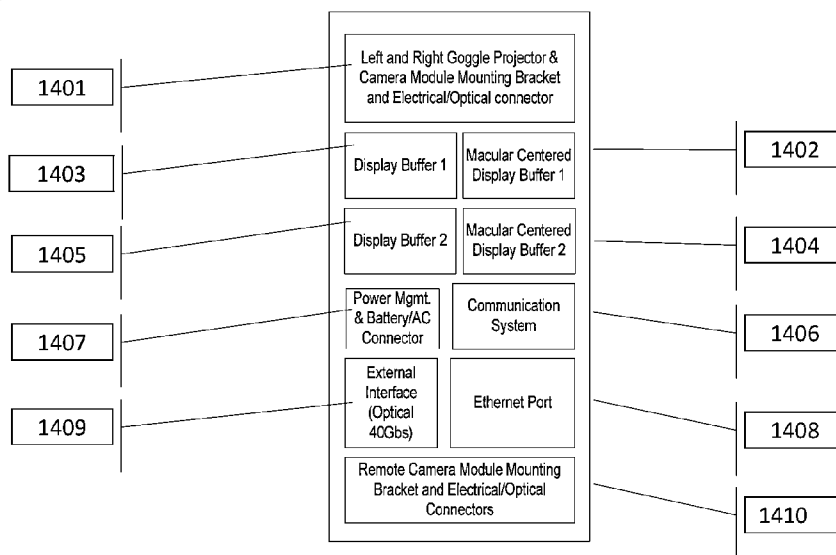 1401
Left and Right Goggle Projector &
Camera Module Mounting Bracket
and Electrical/Optical connector
1402
1403
Display Buffer 1
Macular Centered
Display Buffer 1
1404
1405
Display Buffer 2
Macular Centered
Display Buffer 2
1406
1407
Power Mgmt.
& Battery/AC
Connector
Communication
System
1408
1409
External
Interface
(Optical
40Gbs)
Ethernet Port
1410
Remote Camera Module Mounting
Bracket and Electrical/Optical
Connectors